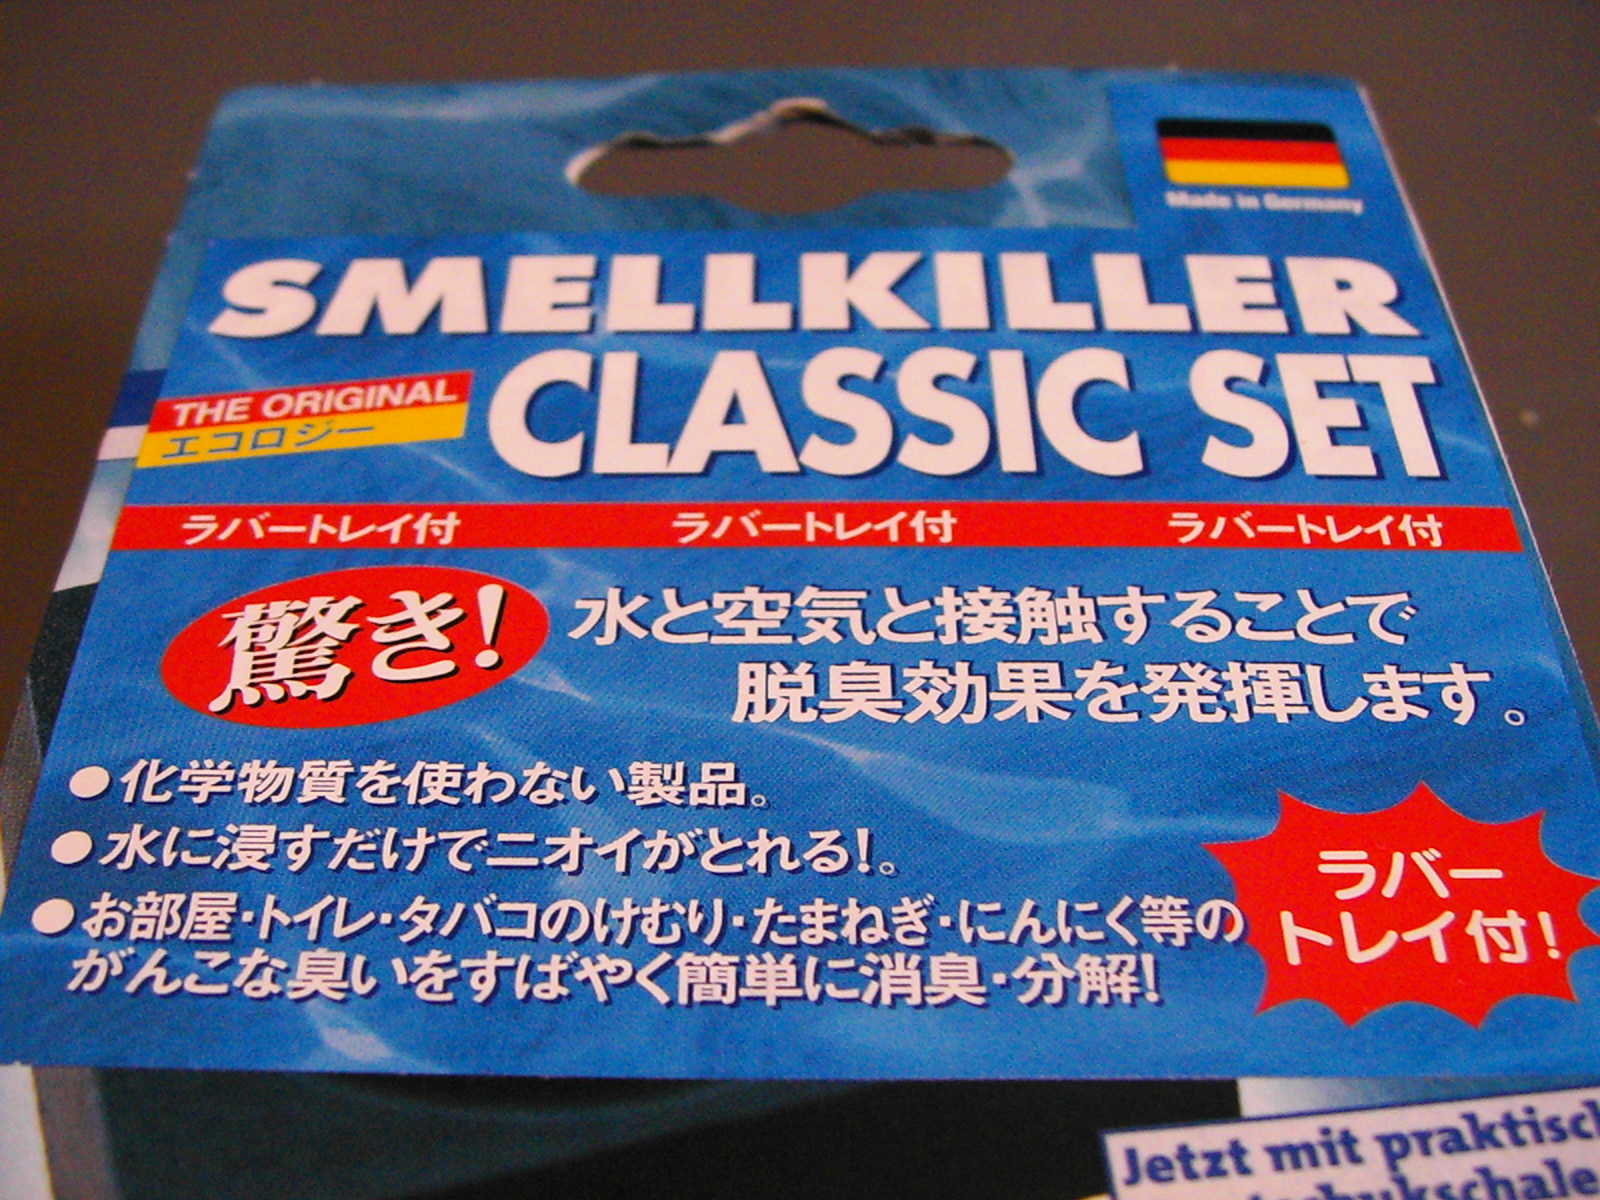 Made in Germany
SMELLKILLER
THE ORIGINAL
エコロジー
CLASSIC SET
ラバートレイ付 ラバートレイ付 ラバートレイ付
驚き!
水と空気と接触することで
脱臭効果を発揮します。
●化学物質を使わない製品。
●水に浸すだけでニオイがとれる!。
●お部屋・トイレ・タバコのけむり・たまねぎ・にんにく等の
がんこな臭いをすばやく簡単に消臭・分解!
ラバー
トレイ付!
Jetzt mit praktisch